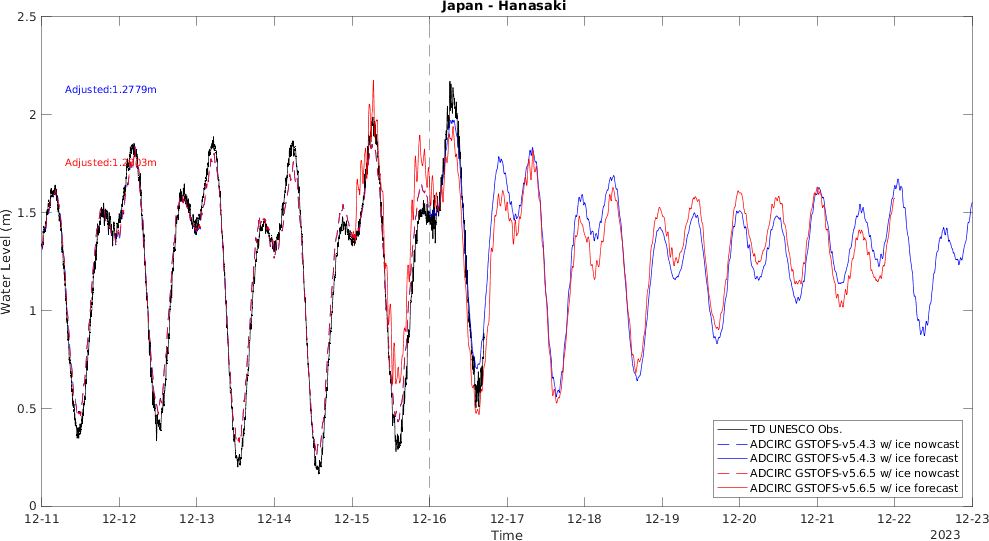 Japan - Hanasaki
2.5
2
1.5
1
0.5
0
Water Level (m)
Adjusted:1.2779m
12-11
12-12
12-13
12-14
12-15
12-16
12-17
12-18
12-19
12-20
12-21
12-22
12-23
Time
2023
TD UNESCO Obs.
ADCIRC GSTOFS-v5.4.3 w/ ice nowcast
ADCIRC GSTOFS-v5.4.3 w/ ice forecast
ADCIRC GSTOFS-v5.6.5 w/ ice nowcast
ADCIRC GSTOFS-v5.6.5 w/ ice forecast